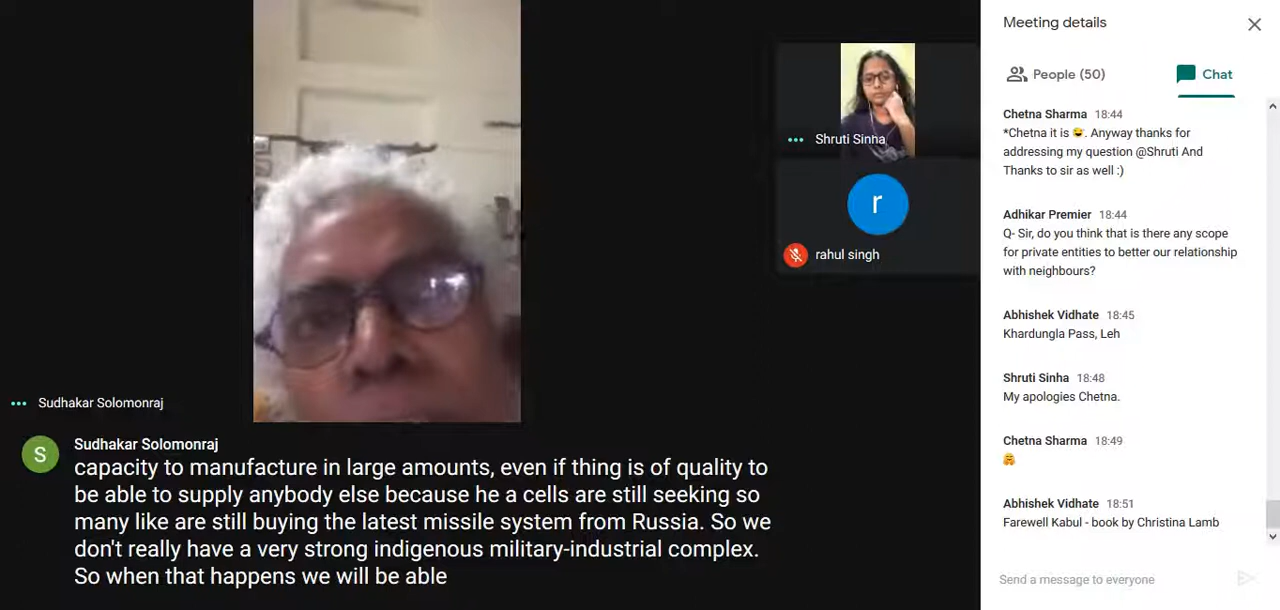 Shruti Sinha
r
rahul singh
Sudhakar Solomonraj
S
Sudhakar Solomonraj
capacity to manufacture in large amounts, even if thing is of quality to
be able to supply anybody else because he a cells are still seeking so
many like are still buying the latest missile system from Russia. So we
don't really have a very strong indigenous military-industrial complex.
So when that happens we will be able
Meeting details
People (50)
Chat
Chetna Sharma 18:44
*Chetna it is 😅. Anyway thanks for
addressing my question @Shruti And
Thanks to sir as well :)
Adhikar Premier 18:44
Q- Sir, do you think that is there any scope
for private entities to better our relationship
with neighbours?
Abhishek Vidhate 18:45
Khardungla Pass, Leh
Shruti Sinha 18:48
My apologies Chetna.
Chetna Sharma 18:49
🤗
Abhishek Vidhate 18:51
Farewell Kabul - book by Christina Lamb
Send a message to everyone